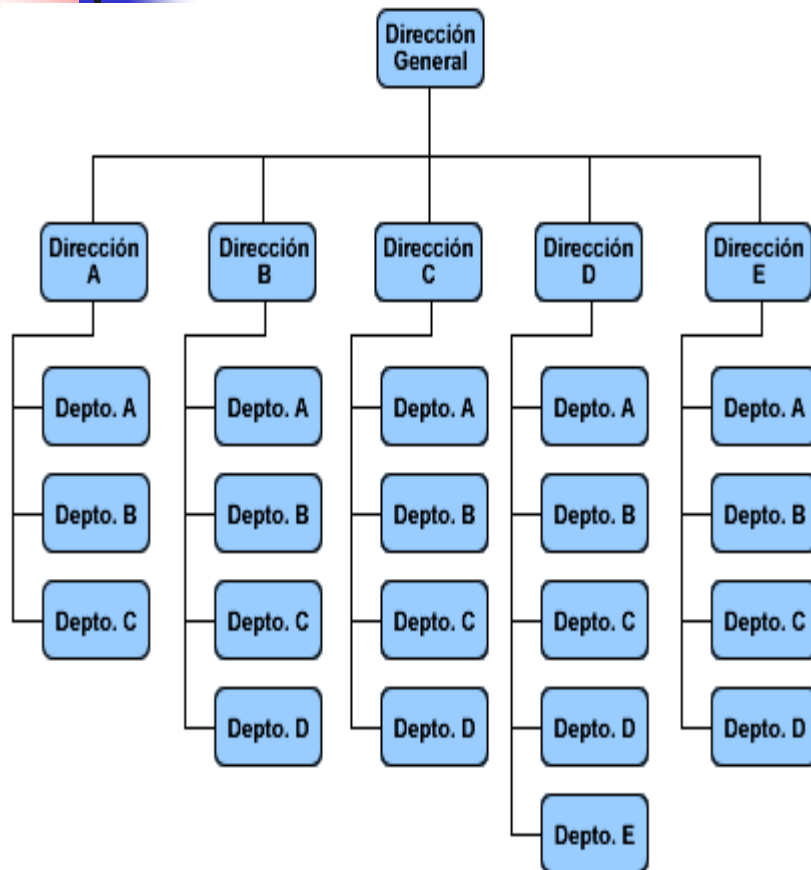 Dirección
General
Dirección
A
Dirección
B
Dirección
C
Dirección
D
Dirección
E
Depto. A
Depto. B
Depto. C
Depto. A
Depto. B
Depto. C
Depto. D
Depto. A
Depto. B
Depto. C
Depto. D
Depto. A
Depto. B
Depto. C
Depto. D
Depto. E
Depto. A
Depto. B
Depto. C
Depto. D